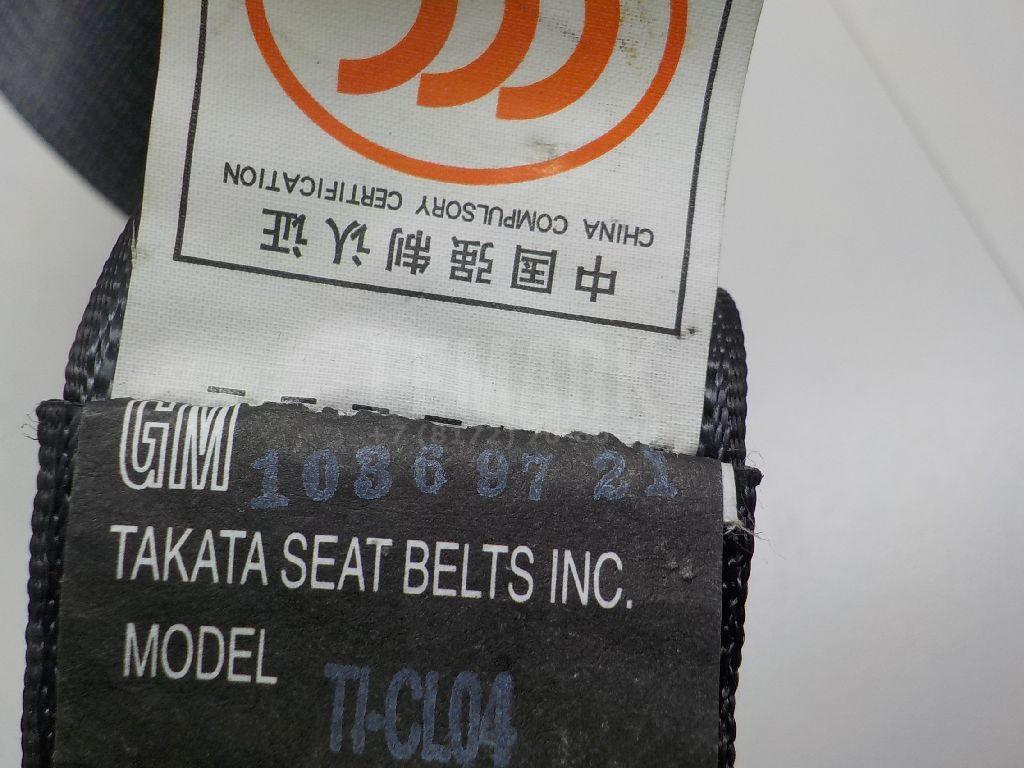 中国强制认证
CHINA COMPULSORY CERTIFICATION
GM 10369721
TAKATA SEAT BELTS INC.
MODEL TI-CL04